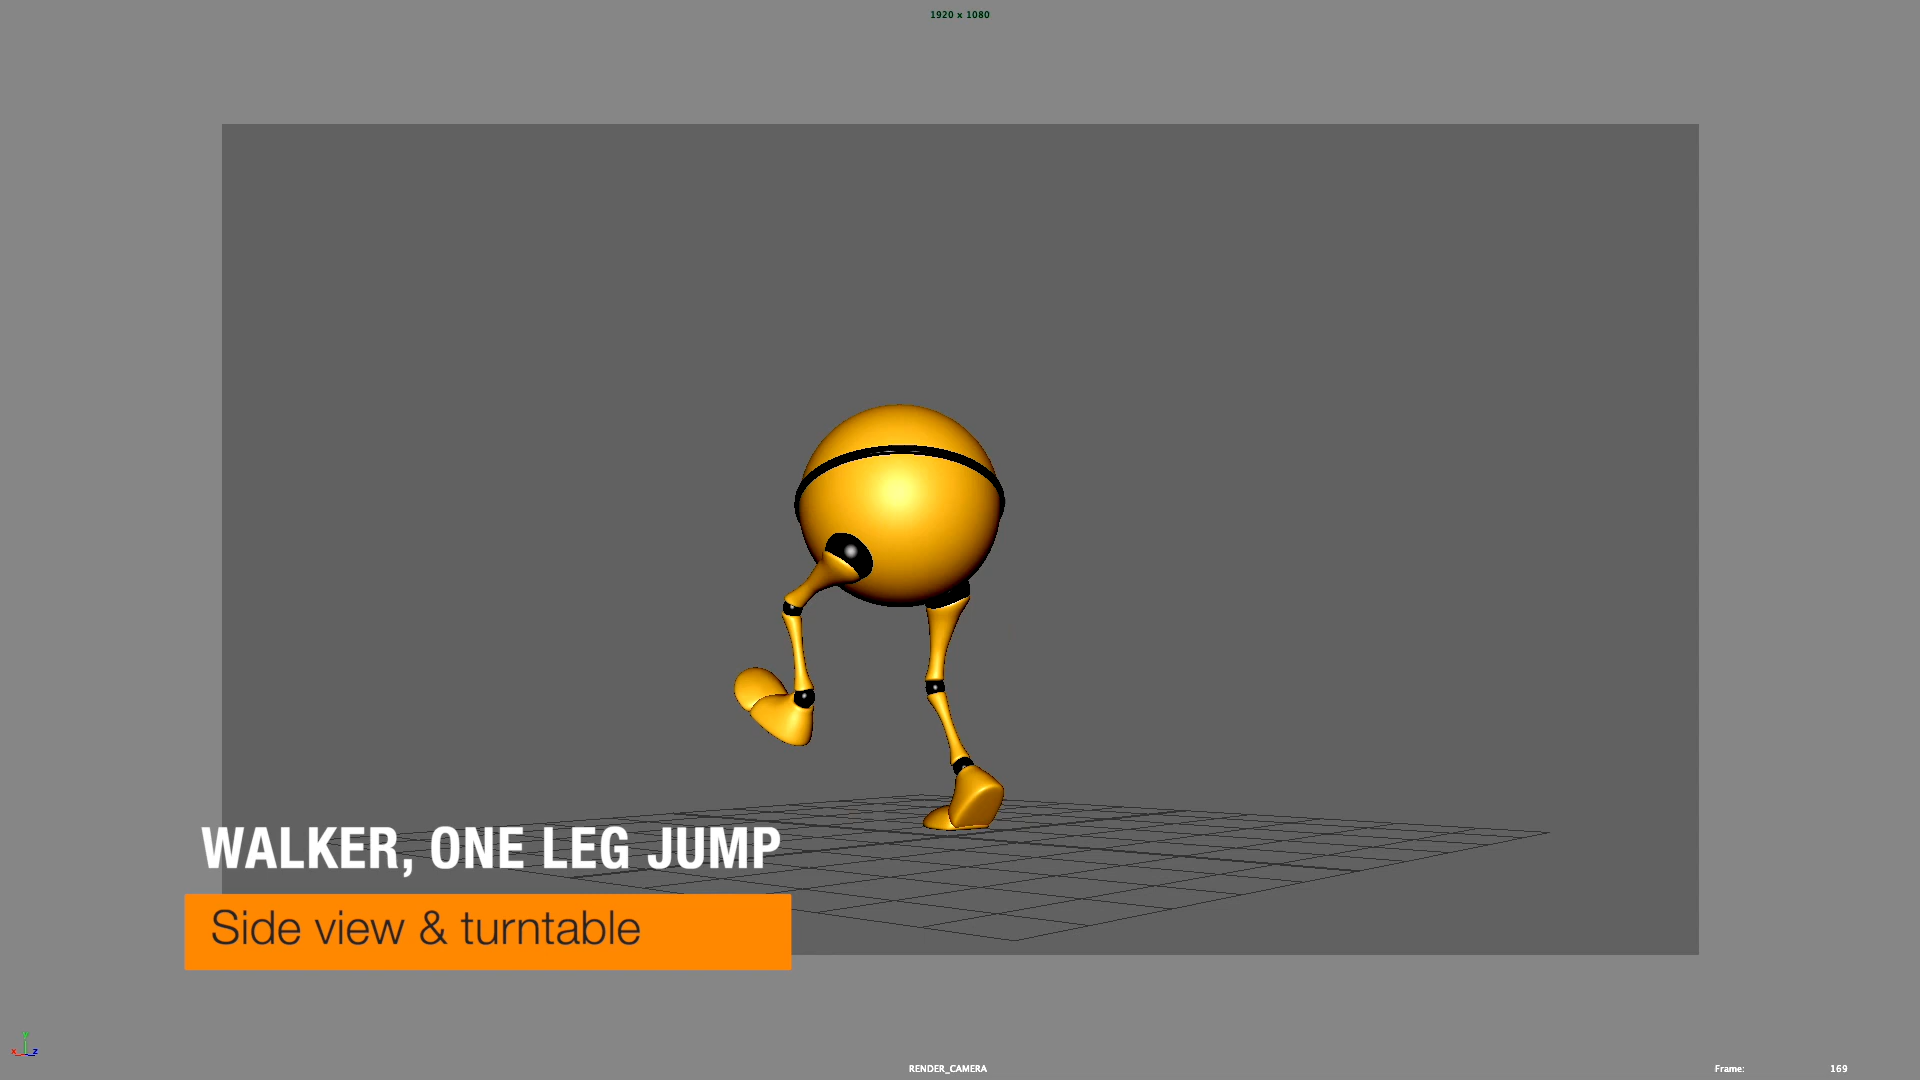 1920 x 1080
WALKER, ONE LEG JUMP
Side view & turntable
y
x z
RENDER_CAMERA
Frame: 169